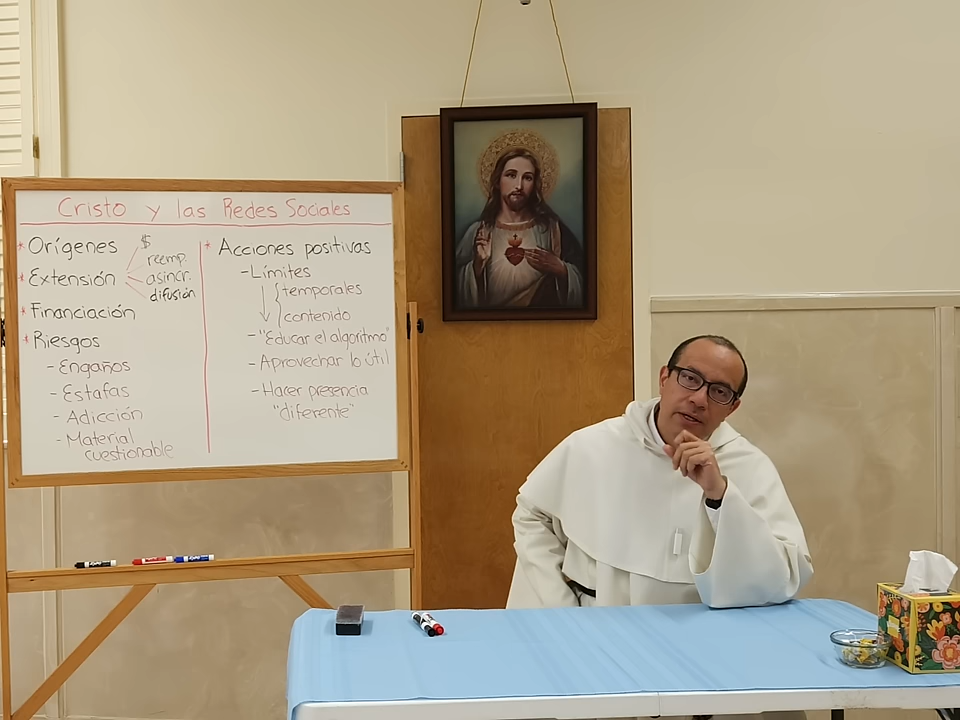 Cristo y las Redes Sociales
* Orígenes
* Extensión
$
reemp.
asincr.
difusión
* Financiación
* Riesgos
- Engaños
- Estafas
- Adicción
- Material
cuestionable
* Acciones positivas
- Límites
temporales
contenido
- "Educar el algoritmo"
- Aprovechar lo útil
- Hacer presencia
"diferente"